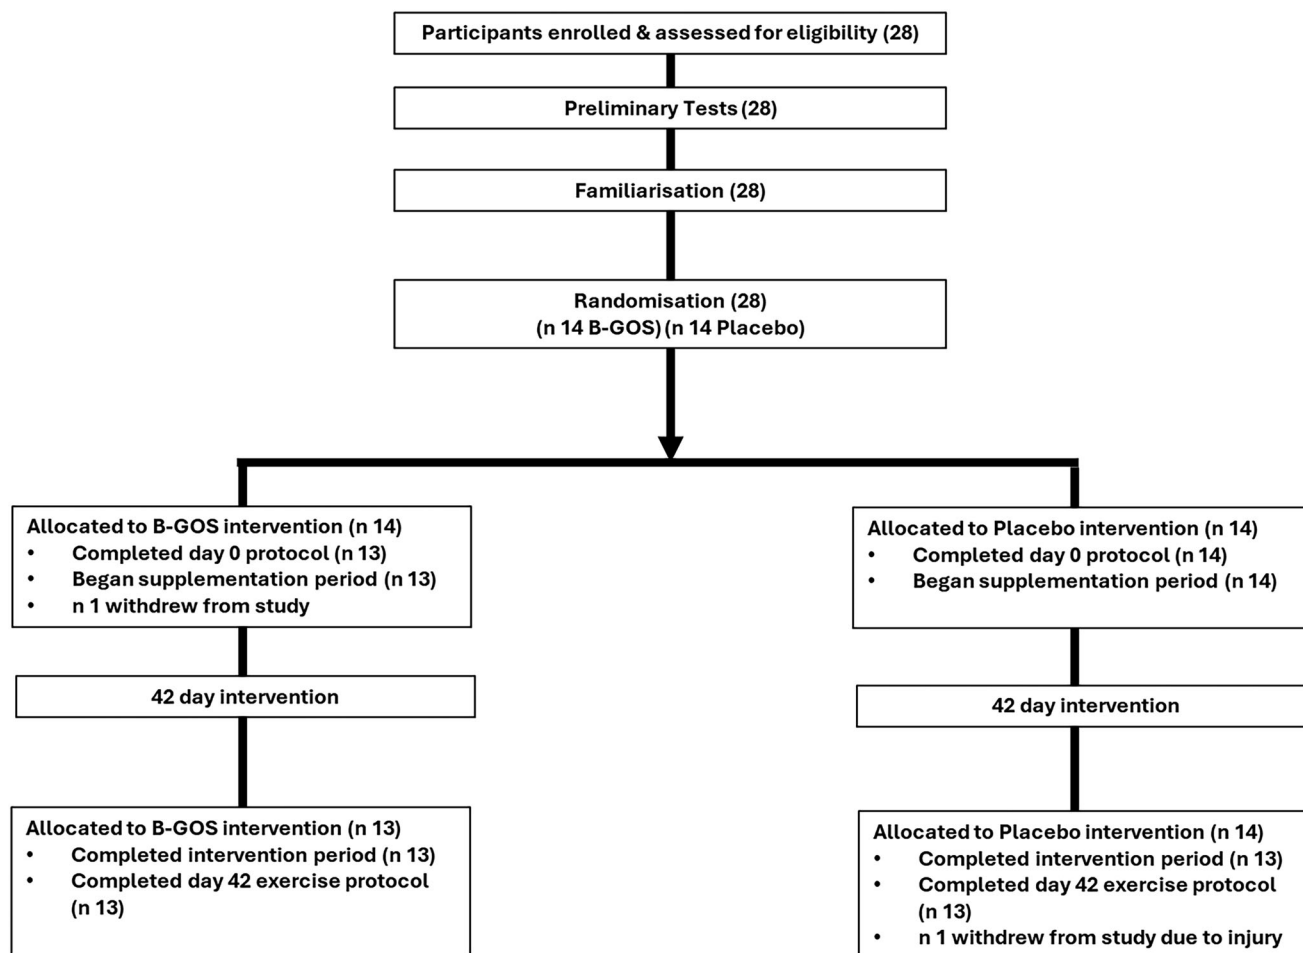 Participants enrolled & assessed for eligibility (28)
Preliminary Tests (28)
Familiarisation (28)
Randomisation (28)
(n 14 B-GOS) (n 14 Placebo)
Allocated to B-GOS intervention (n 14)
• Completed day 0 protocol (n 13)
• Began supplementation period (n 13)
• n 1 withdrew from study
42 day intervention
Allocated to B-GOS intervention (n 13)
• Completed intervention period (n 13)
• Completed day 42 exercise protocol
(n 13)
Allocated to Placebo intervention (n 14)
• Completed day 0 protocol (n 14)
• Began supplementation period (n 14)
42 day intervention
Allocated to Placebo intervention (n 14)
• Completed intervention period (n 13)
• Completed day 42 exercise protocol
(n 13)
• n 1 withdrew from study due to injury